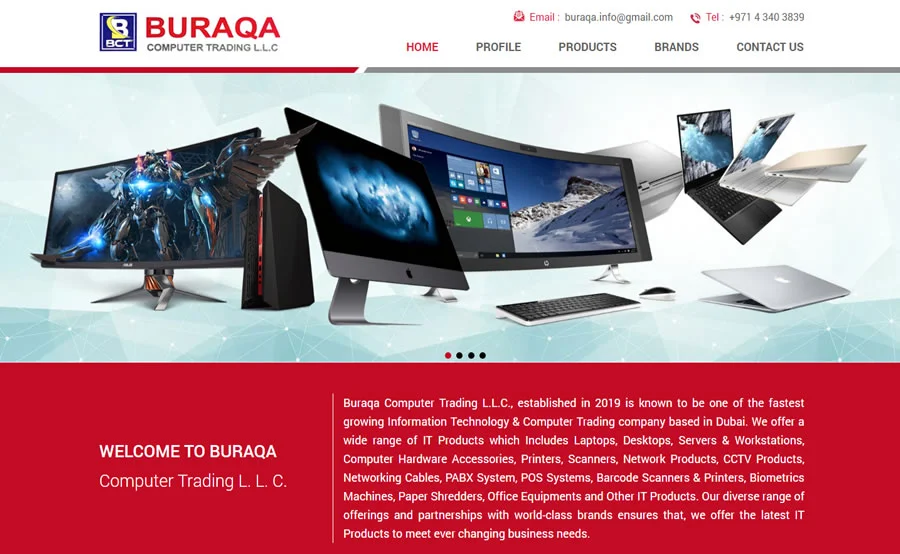 BCT
BURAQA
COMPUTER TRADING L.L.C
Email : buraqa.info@gmail.com
Tel : +971 4 340 3839
HOME PROFILE PRODUCTS BRANDS CONTACT US
WELCOME TO BURAQA
Computer Trading L. L. C.
Buraqa Computer Trading L.L.C., established in 2019 is known to be one of the fastest
growing Information Technology & Computer Trading company based in Dubai. We offer a
wide range of IT Products which Includes Laptops, Desktops, Servers & Workstations,
Computer Hardware Accessories, Printers, Scanners, Network Products, CCTV Products,
Networking Cables, PABX System, POS Systems, Barcode Scanners & Printers, Biometrics
Machines, Paper Shredders, Office Equipments and Other IT Products. Our diverse range of
offerings and partnerships with world-class brands ensures that, we offer the latest IT
Products to meet ever changing business needs.